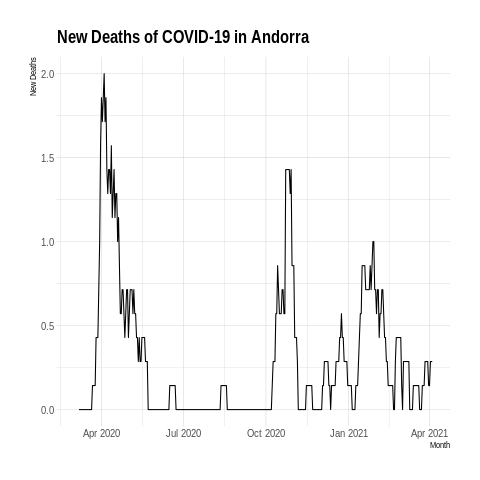 New Deaths of COVID-19 in Andorra
New Deaths
2.0
1.5
1.0
0.5
0.0
Apr 2020 Jul 2020 Oct 2020 Jan 2021 Apr 2021
Month